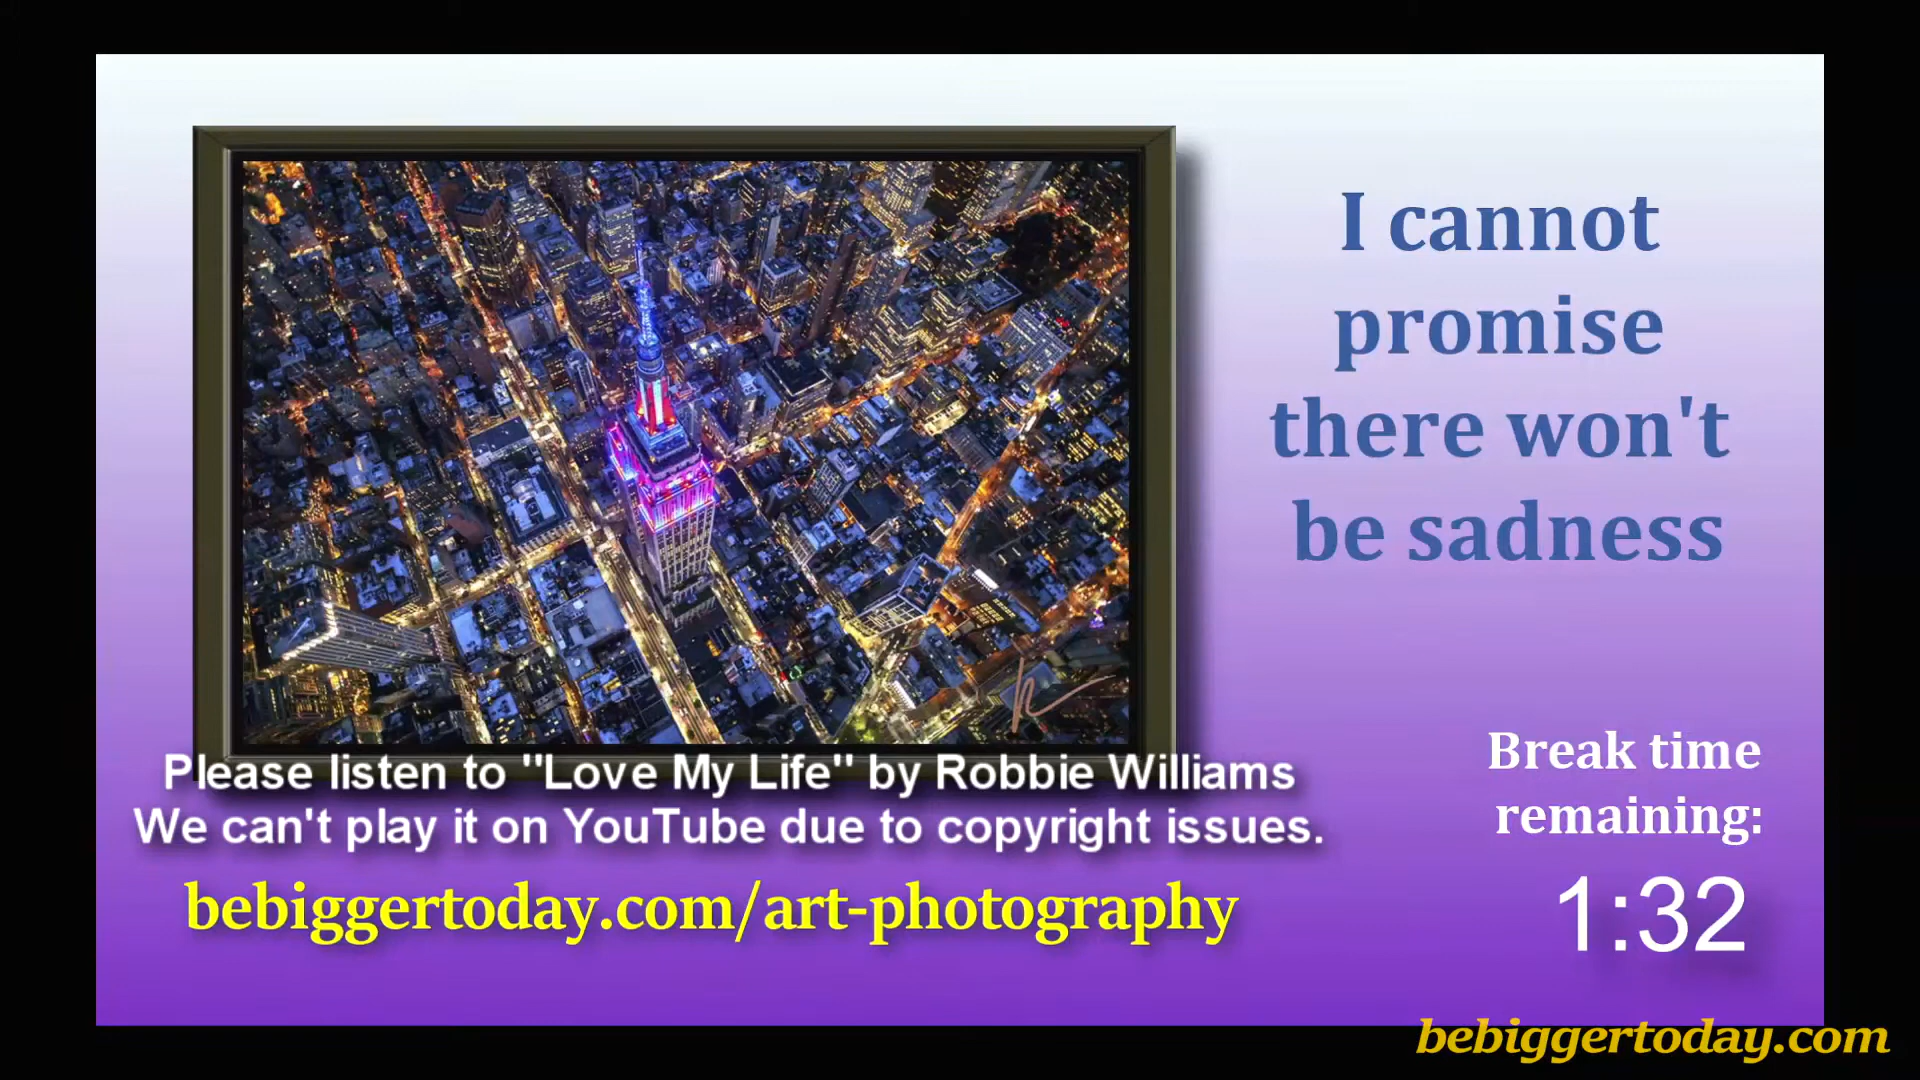 I cannot
promise
there won't
be sadness
Please listen to "Love My Life" by Robbie Williams
We can't play it on YouTube due to copyright issues.
bebiggertoday.com/art-photography
Break time
remaining:
1:32
bebiggertoday.com